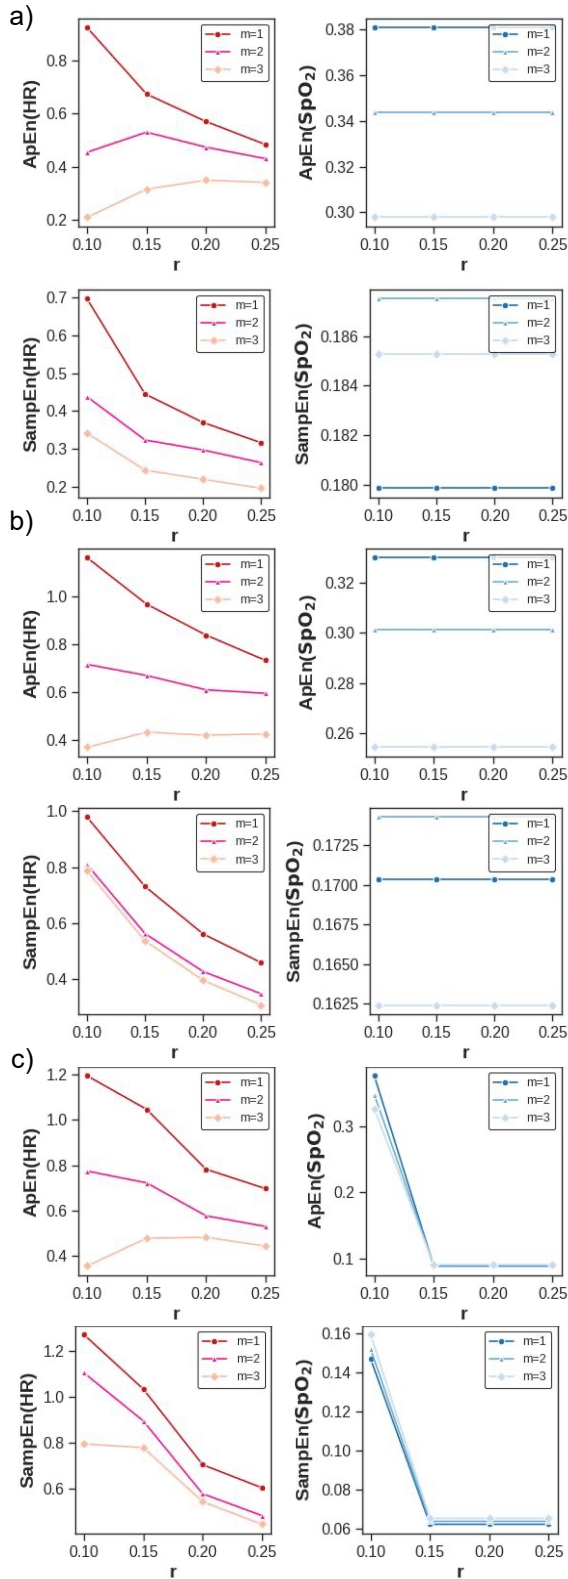 a)
ApEn(HR)
0.8
0.6
0.4
0.2
m=1
m=2
m=3
0.10 0.15 0.20 0.25
r
ApEn(SpO₂)
0.38
0.36
0.34
0.32
0.30
m=1
m=2
m=3
0.10 0.15 0.20 0.25
r
SampEn(HR)
0.7
0.6
0.5
0.4
0.3
0.2
m=1
m=2
m=3
0.10 0.15 0.20 0.25
r
SampEn(SpO₂)
0.186
0.184
0.182
0.180
m=1
m=2
m=3
0.10 0.15 0.20 0.25
r
b)
ApEn(HR)
1.0
0.8
0.6
0.4
m=1
m=2
m=3
0.10 0.15 0.20 0.25
r
ApEn(SpO₂)
0.32
0.30
0.28
0.26
m=1
m=2
m=3
0.10 0.15 0.20 0.25
r
SampEn(HR)
1.0
0.8
0.6
0.4
m=1
m=2
m=3
0.10 0.15 0.20 0.25
r
SampEn(SpO₂)
0.1725
0.1700
0.1675
0.1650
0.1625
m=1
m=2
m=3
0.10 0.15 0.20 0.25
r
c)
ApEn(HR)
1.2
1.0
0.8
0.6
0.4
m=1
m=2
m=3
0.10 0.15 0.20 0.25
r
ApEn(SpO₂)
0.3
0.2
0.1
m=1
m=2
m=3
0.10 0.15 0.20 0.25
r
SampEn(HR)
1.2
1.0
0.8
0.6
m=1
m=2
m=3
0.10 0.15 0.20 0.25
r
SampEn(SpO₂)
0.16
0.14
0.12
0.10
0.08
0.06
m=1
m=2
m=3
0.10 0.15 0.20 0.25
r